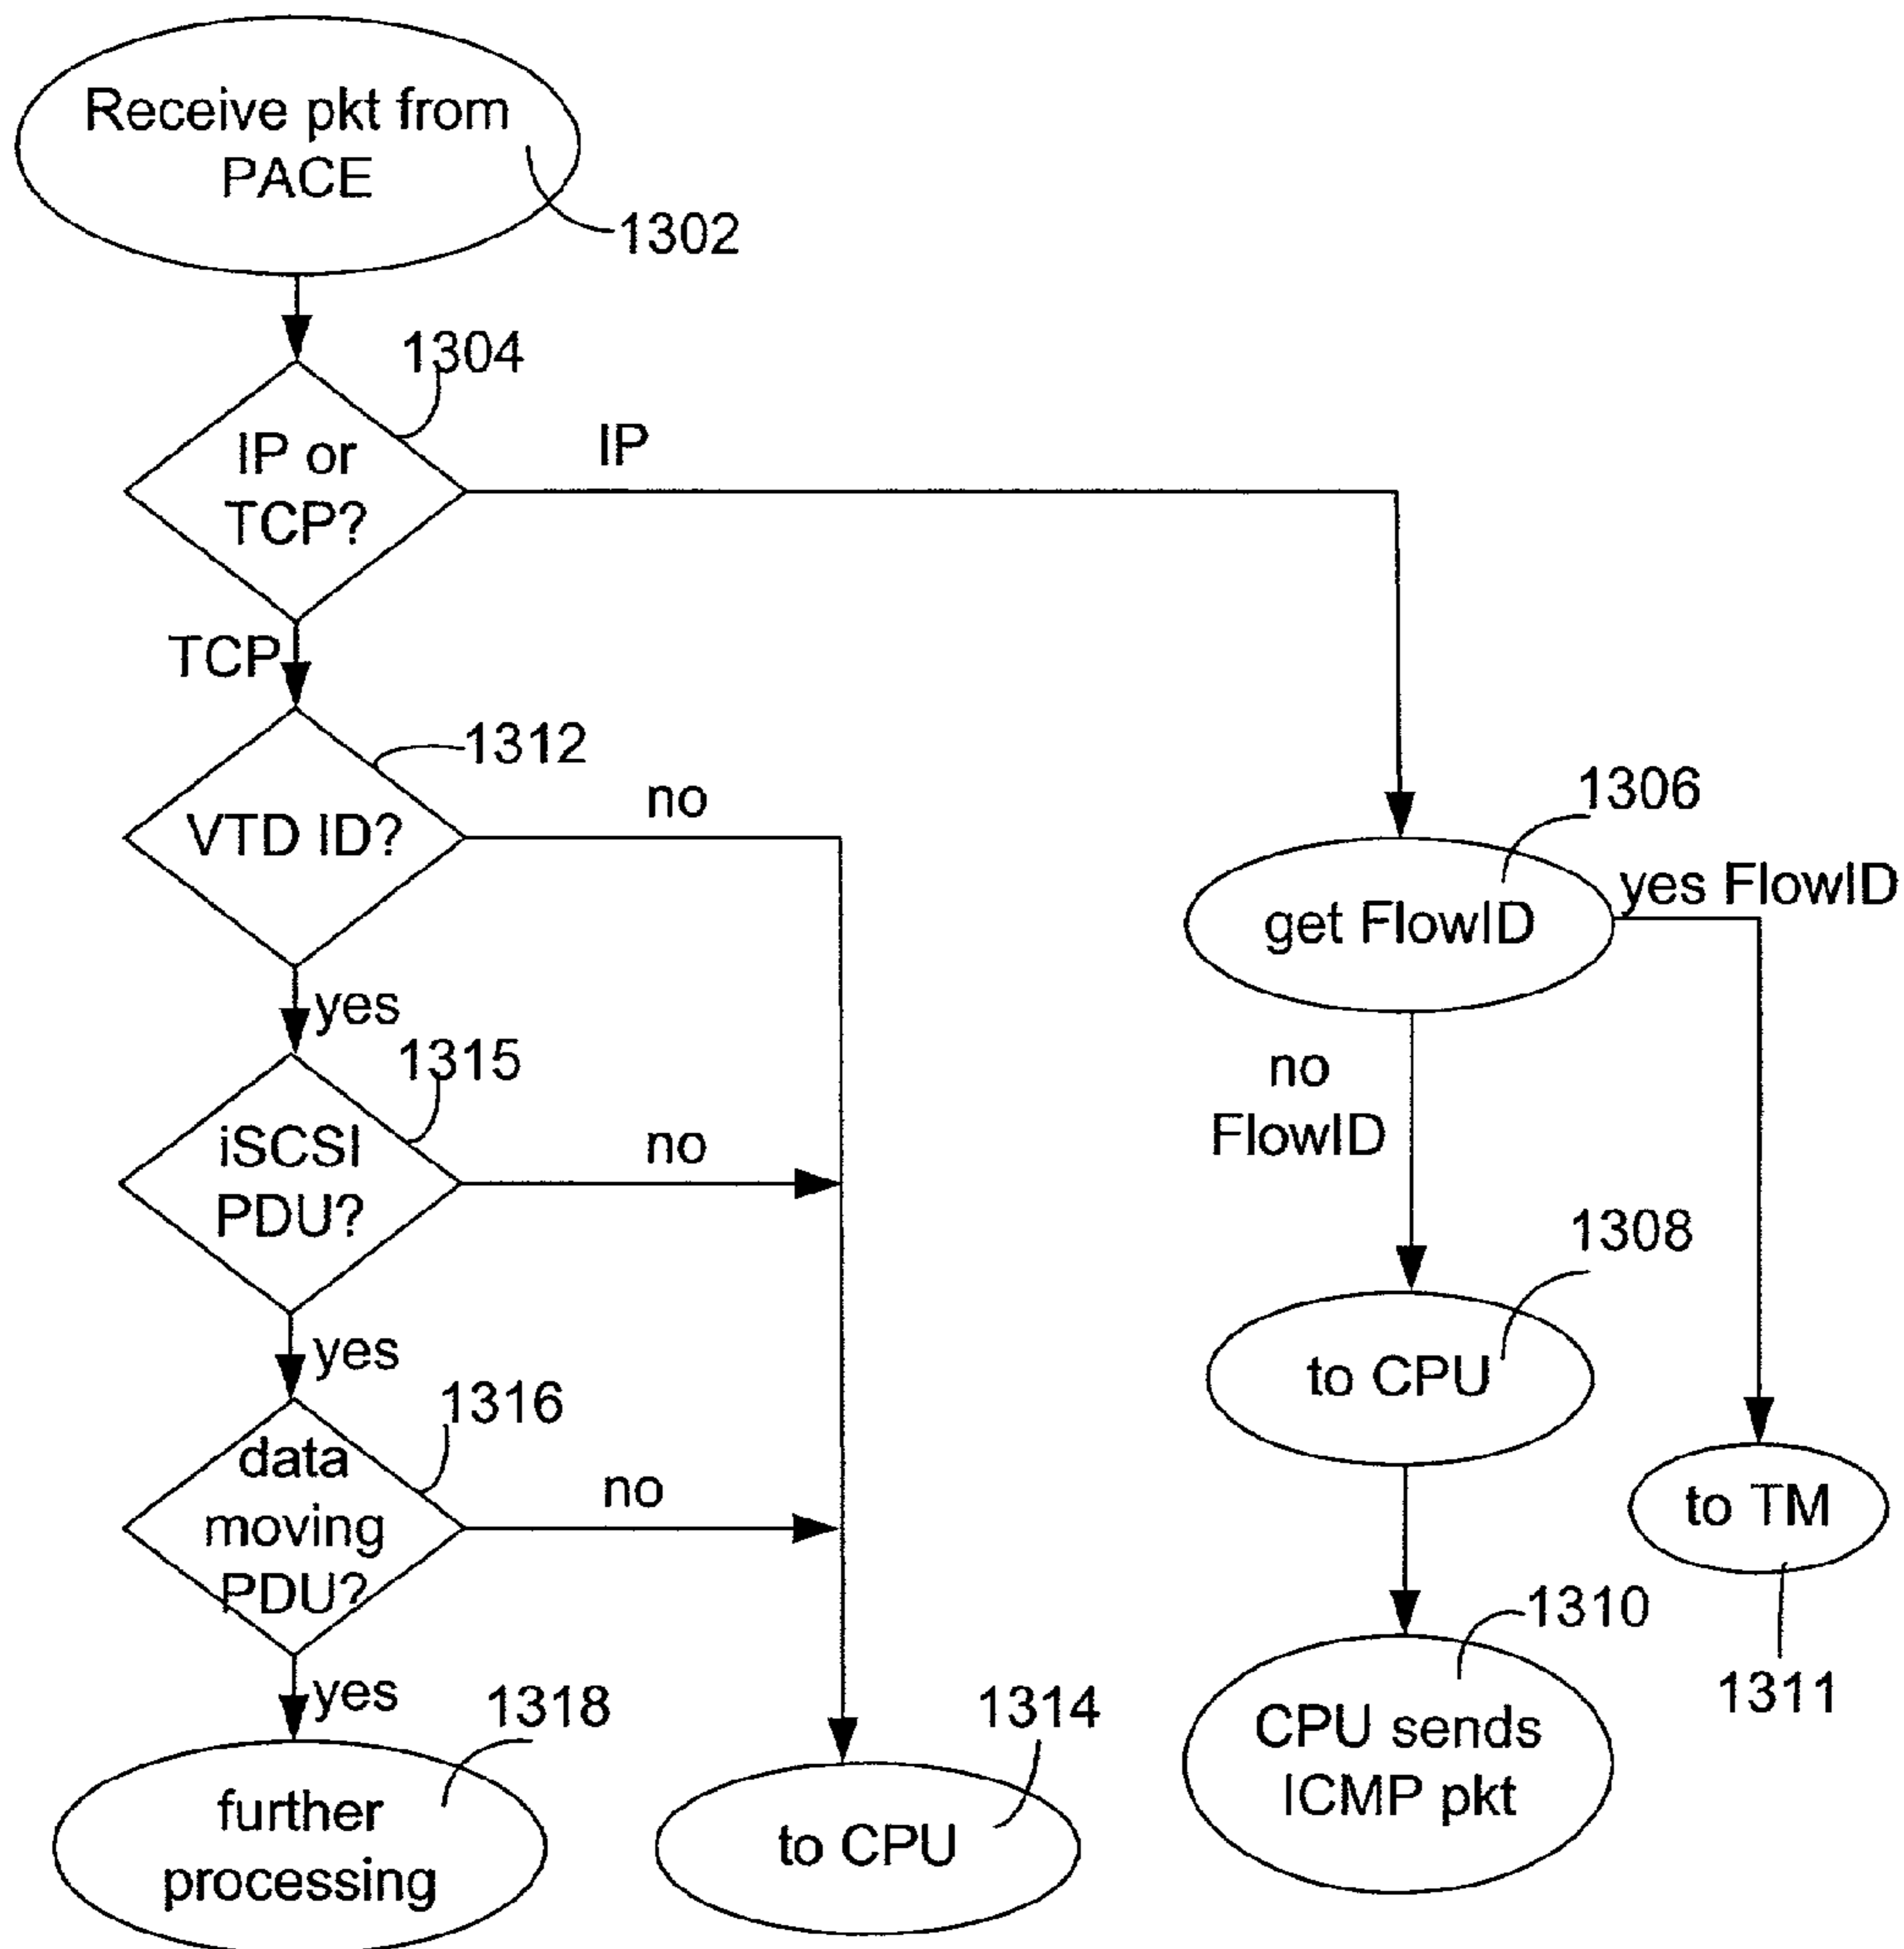 Receive pkt from
PACE
1302
1304
IP or
TCP?
IP
TCP
1312
VTD ID?
no
yes
1306
get FlowID
yes FlowID
1315
iSCSI
PDU?
no
yes
no
FlowID
1308
to CPU
1316
data
moving
PDU?
no
yes
to TM
1311
1310
CPU sends
ICMP pkt
1318
further
processing
1314
to CPU